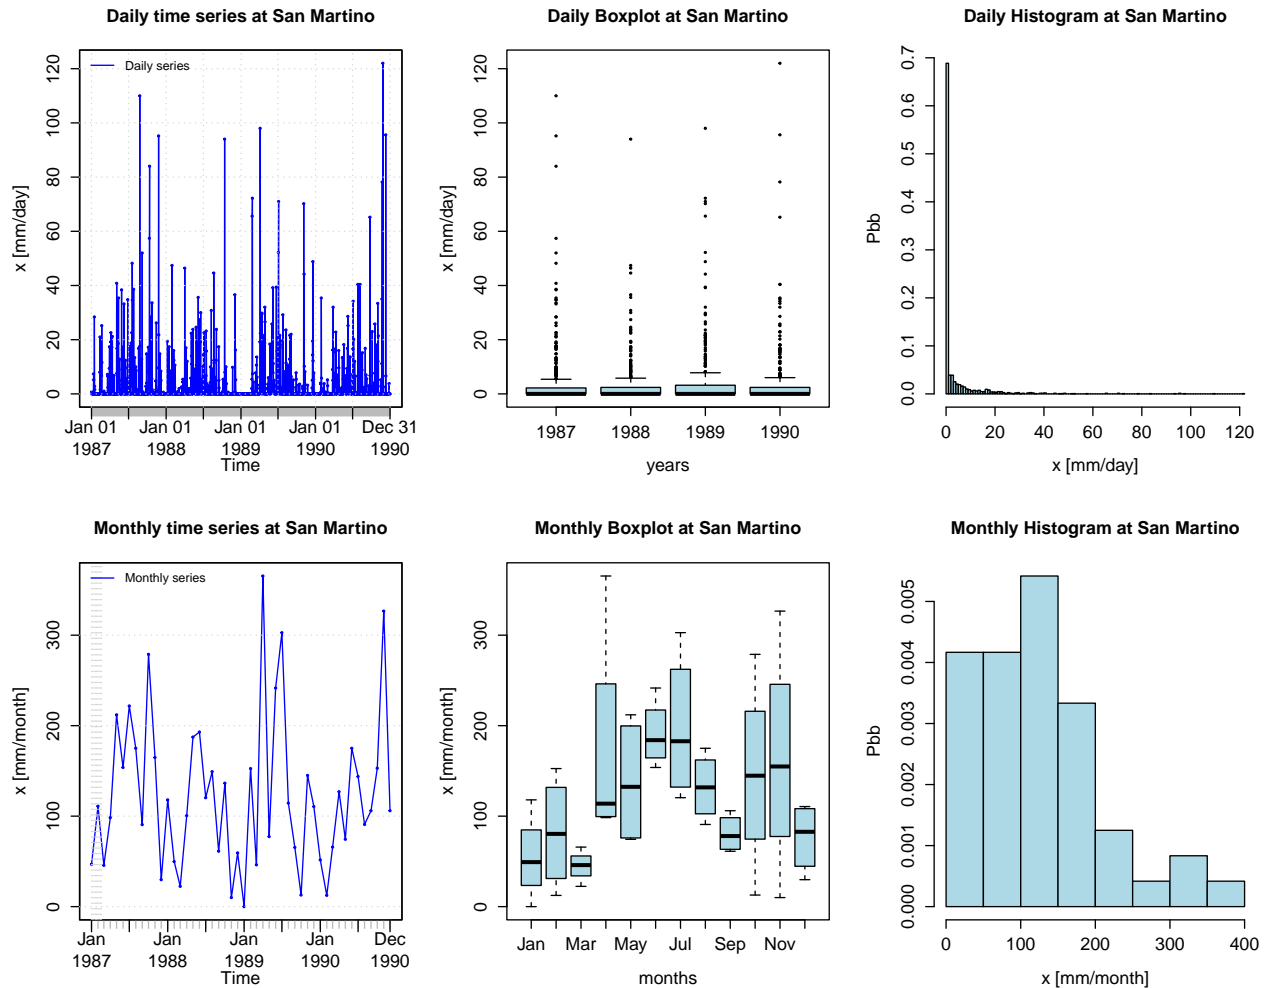 Daily time series at San Martino
x [mm/day]
0 20 40 60 80 100 120
Daily series
Jan 01 Jan 01 Jan 01 Jan 01 Dec 31
1987 1988 1989 1990 1990
Time
Daily Boxplot at San Martino
x [mm/day]
0 20 40 60 80 100 120
1987 1988 1989 1990
years
Daily Histogram at San Martino
Pbb
0.0 0.1 0.2 0.3 0.4 0.5 0.6 0.7
0 20 40 60 80 100 120
x [mm/day]
Monthly time series at San Martino
x [mm/month]
0 100 200 300
Monthly series
Jan Jan Jan Jan Dec
1987 1988 1989 1990 1990
Time
Monthly Boxplot at San Martino
x [mm/month]
0 100 200 300
Jan Mar May Jul Sep Nov
months
Monthly Histogram at San Martino
Pbb
0.000 0.001 0.002 0.003 0.004 0.005
0 100 200 300 400
x [mm/month]